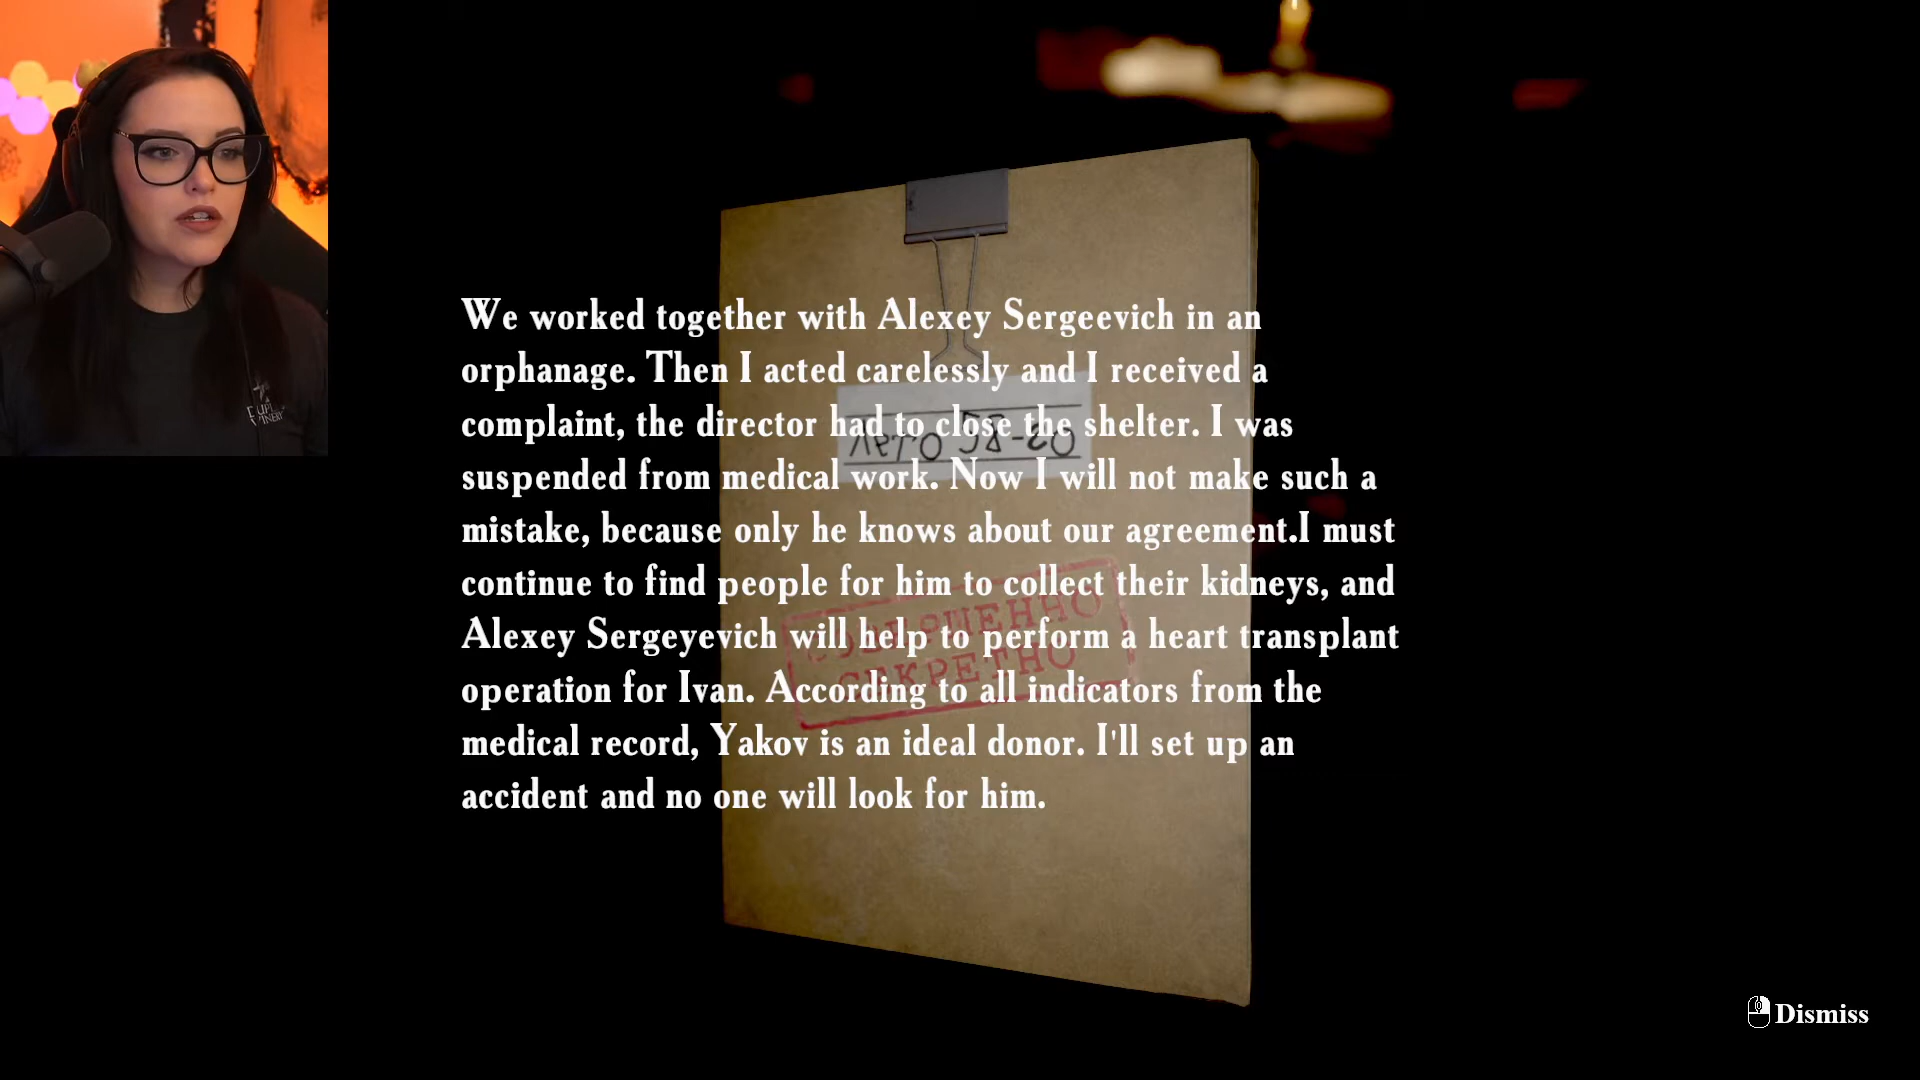 We worked together with Alexey Sergeevich in an
orphanage. Then I acted carelessly and I received a
complaint, the director had to close the shelter. I was
suspended from medical work. Now I will not make such a
mistake, because only he knows about our agreement.I must
continue to find people for him to collect their kidneys, and
Alexey Sergeyevich will help to perform a heart transplant
operation for Ivan. According to all indicators from the
medical record, Yakov is an ideal donor. I'll set up an
accident and no one will look for him.
СОВЕРШЕННО
СЕКРЕТНО
Dismiss